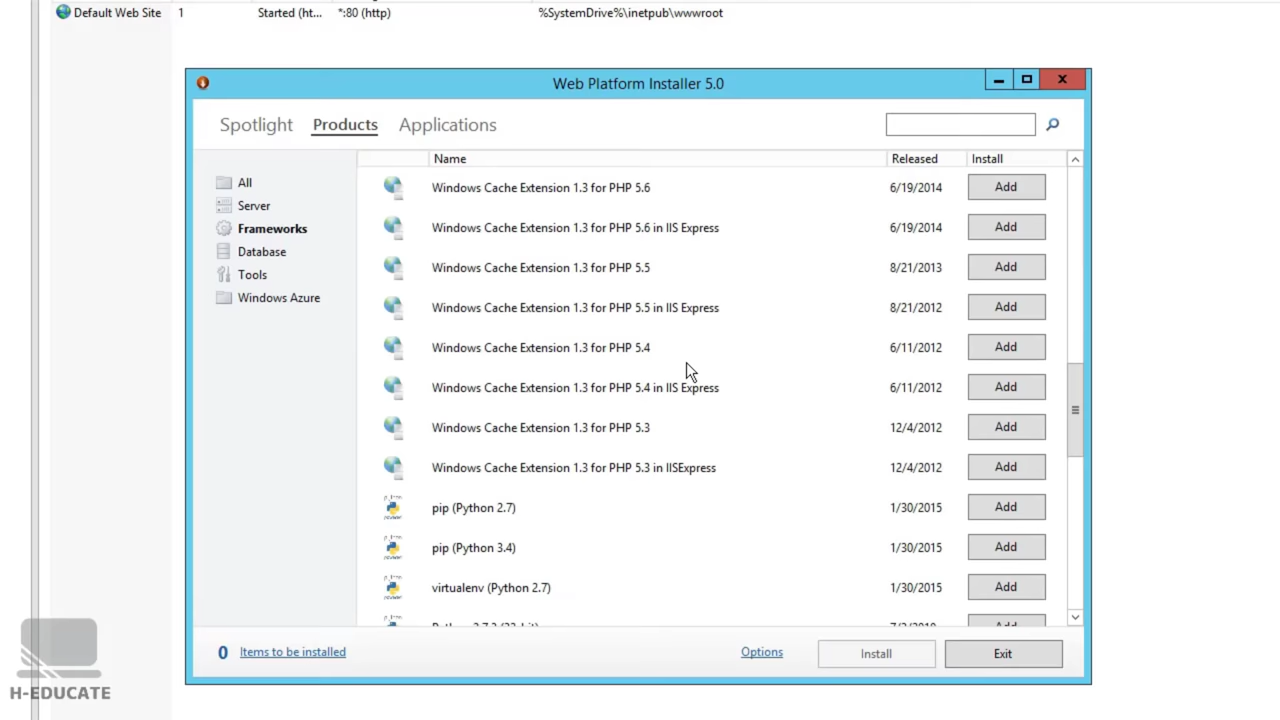 Default Web Site 1 Started (ht... *:80 (http) %SystemDrive%\inetpub\wwwroot
Web Platform Installer 5.0
Spotlight Products Applications
Name Released Install
All
Server
Frameworks
Database
Tools
Windows Azure
Windows Cache Extension 1.3 for PHP 5.6 6/19/2014 Add
Windows Cache Extension 1.3 for PHP 5.6 in IIS Express 6/19/2014 Add
Windows Cache Extension 1.3 for PHP 5.5 8/21/2013 Add
Windows Cache Extension 1.3 for PHP 5.5 in IIS Express 8/21/2012 Add
Windows Cache Extension 1.3 for PHP 5.4 6/11/2012 Add
Windows Cache Extension 1.3 for PHP 5.4 in IIS Express 6/11/2012 Add
Windows Cache Extension 1.3 for PHP 5.3 12/4/2012 Add
Windows Cache Extension 1.3 for PHP 5.3 in IISExpress 12/4/2012 Add
pip (Python 2.7) 1/30/2015 Add
pip (Python 3.4) 1/30/2015 Add
virtualenv (Python 2.7) 1/30/2015 Add
0 Items to be installed Options Install Exit
H-EDUCATE